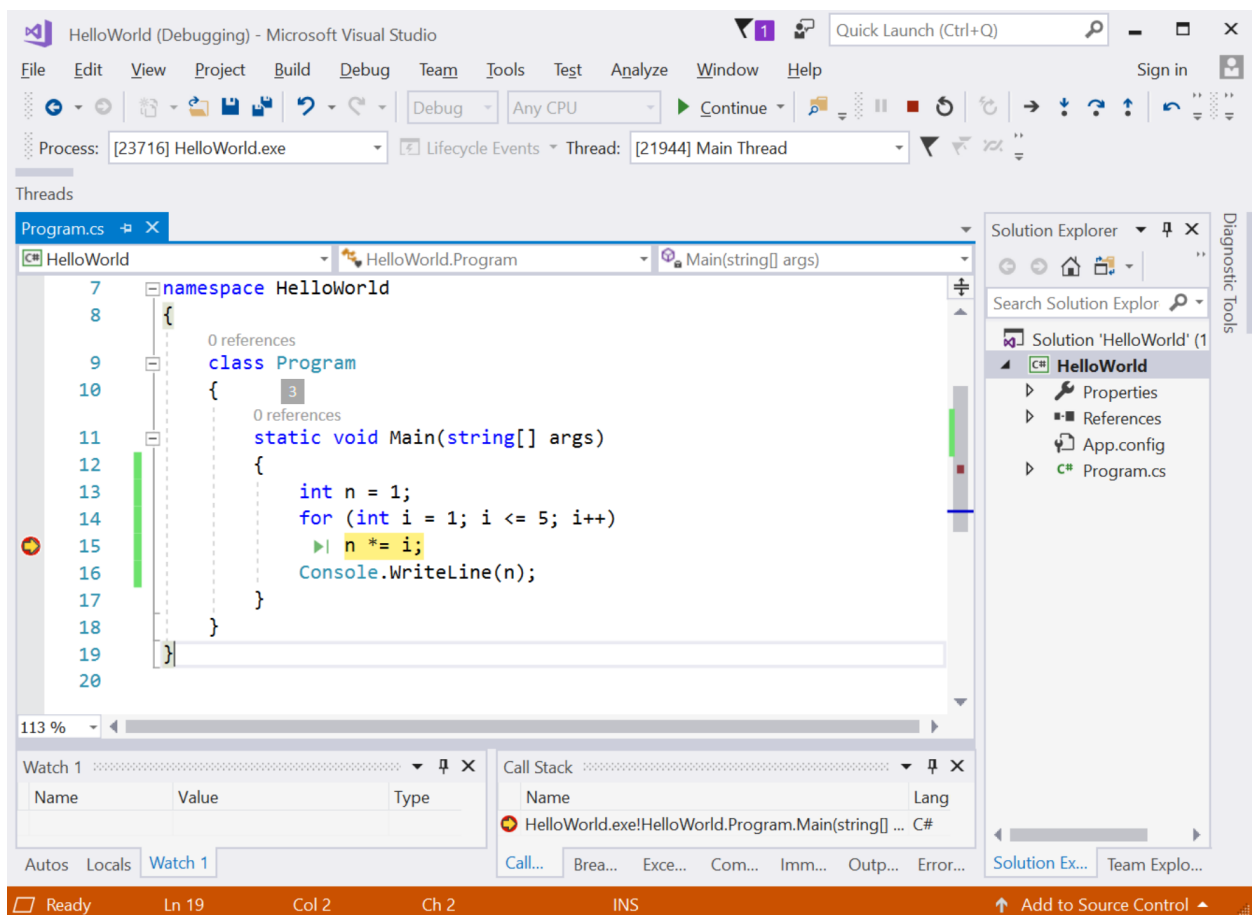 HelloWorld (Debugging) - Microsoft Visual Studio
1
Quick Launch (Ctrl+Q)
File Edit View Project Build Debug Team Tools Test Analyze Window Help
Sign in
Debug Any CPU Continue
Process: [23716] HelloWorld.exe Lifecycle Events Thread: [21944] Main Thread
Threads
Program.cs
HelloWorld HelloWorld.Program Main(string[] args)
7 namespace HelloWorld
8 {
0 references
9 class Program
10 {
3
0 references
11 static void Main(string[] args)
12 {
13 int n = 1;
14 for (int i = 1; i <= 5; i++)
15 n *= i;
16 Console.WriteLine(n);
17 }
18 }
19 }
20
113 %
Solution Explorer
Search Solution Explor
Solution 'HelloWorld' (1
C# HelloWorld
Properties
References
App.config
C# Program.cs
Diagnostic Tools
Watch 1
Name Value Type
Autos Locals Watch 1
Call Stack
Name Lang
HelloWorld.exe!HelloWorld.Program.Main(string[] ... C#
Call... Brea... Exce... Com... Imm... Outp... Error...
Solution Ex... Team Explo...
Ready Ln 19 Col 2 Ch 2 INS Add to Source Control